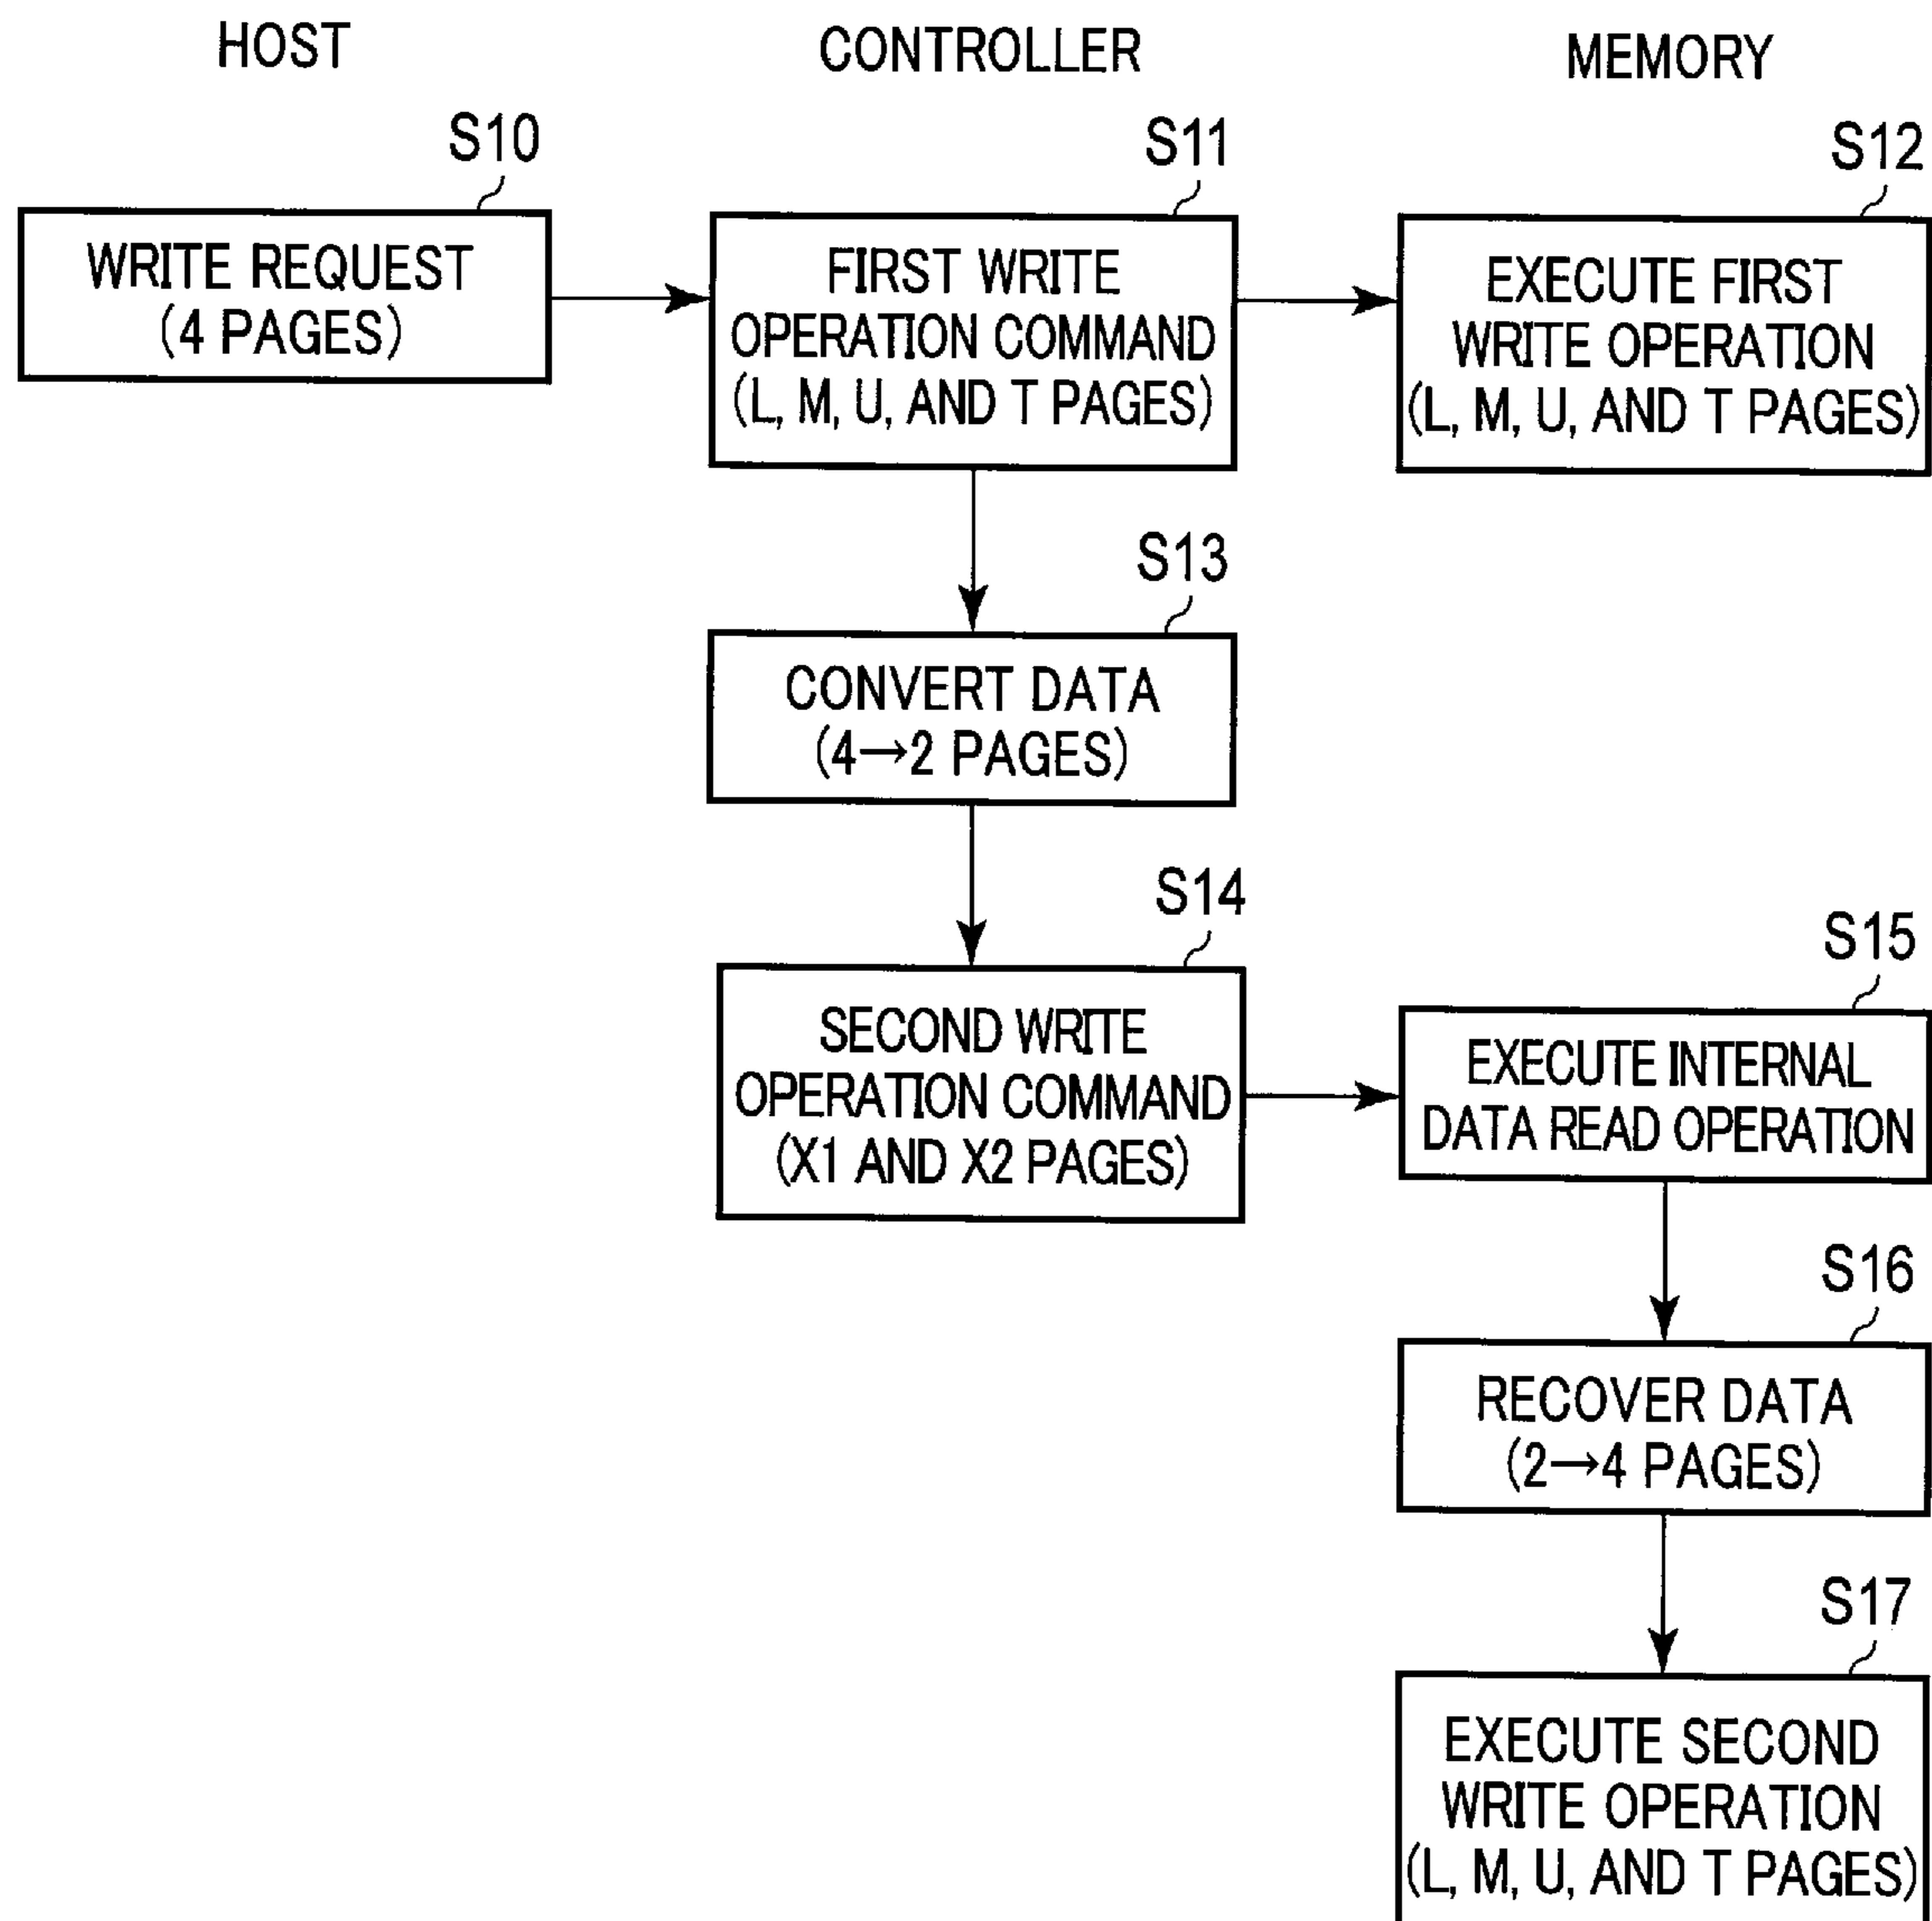 HOST
CONTROLLER
MEMORY
S10
WRITE REQUEST
(4 PAGES)
S11
FIRST WRITE
OPERATION COMMAND
(L, M, U, AND T PAGES)
S12
EXECUTE FIRST
WRITE OPERATION
(L, M, U, AND T PAGES)
S13
CONVERT DATA
(4→2 PAGES)
S14
SECOND WRITE
OPERATION COMMAND
(X1 AND X2 PAGES)
S15
EXECUTE INTERNAL
DATA READ OPERATION
S16
RECOVER DATA
(2→4 PAGES)
S17
EXECUTE SECOND
WRITE OPERATION
(L, M, U, AND T PAGES)